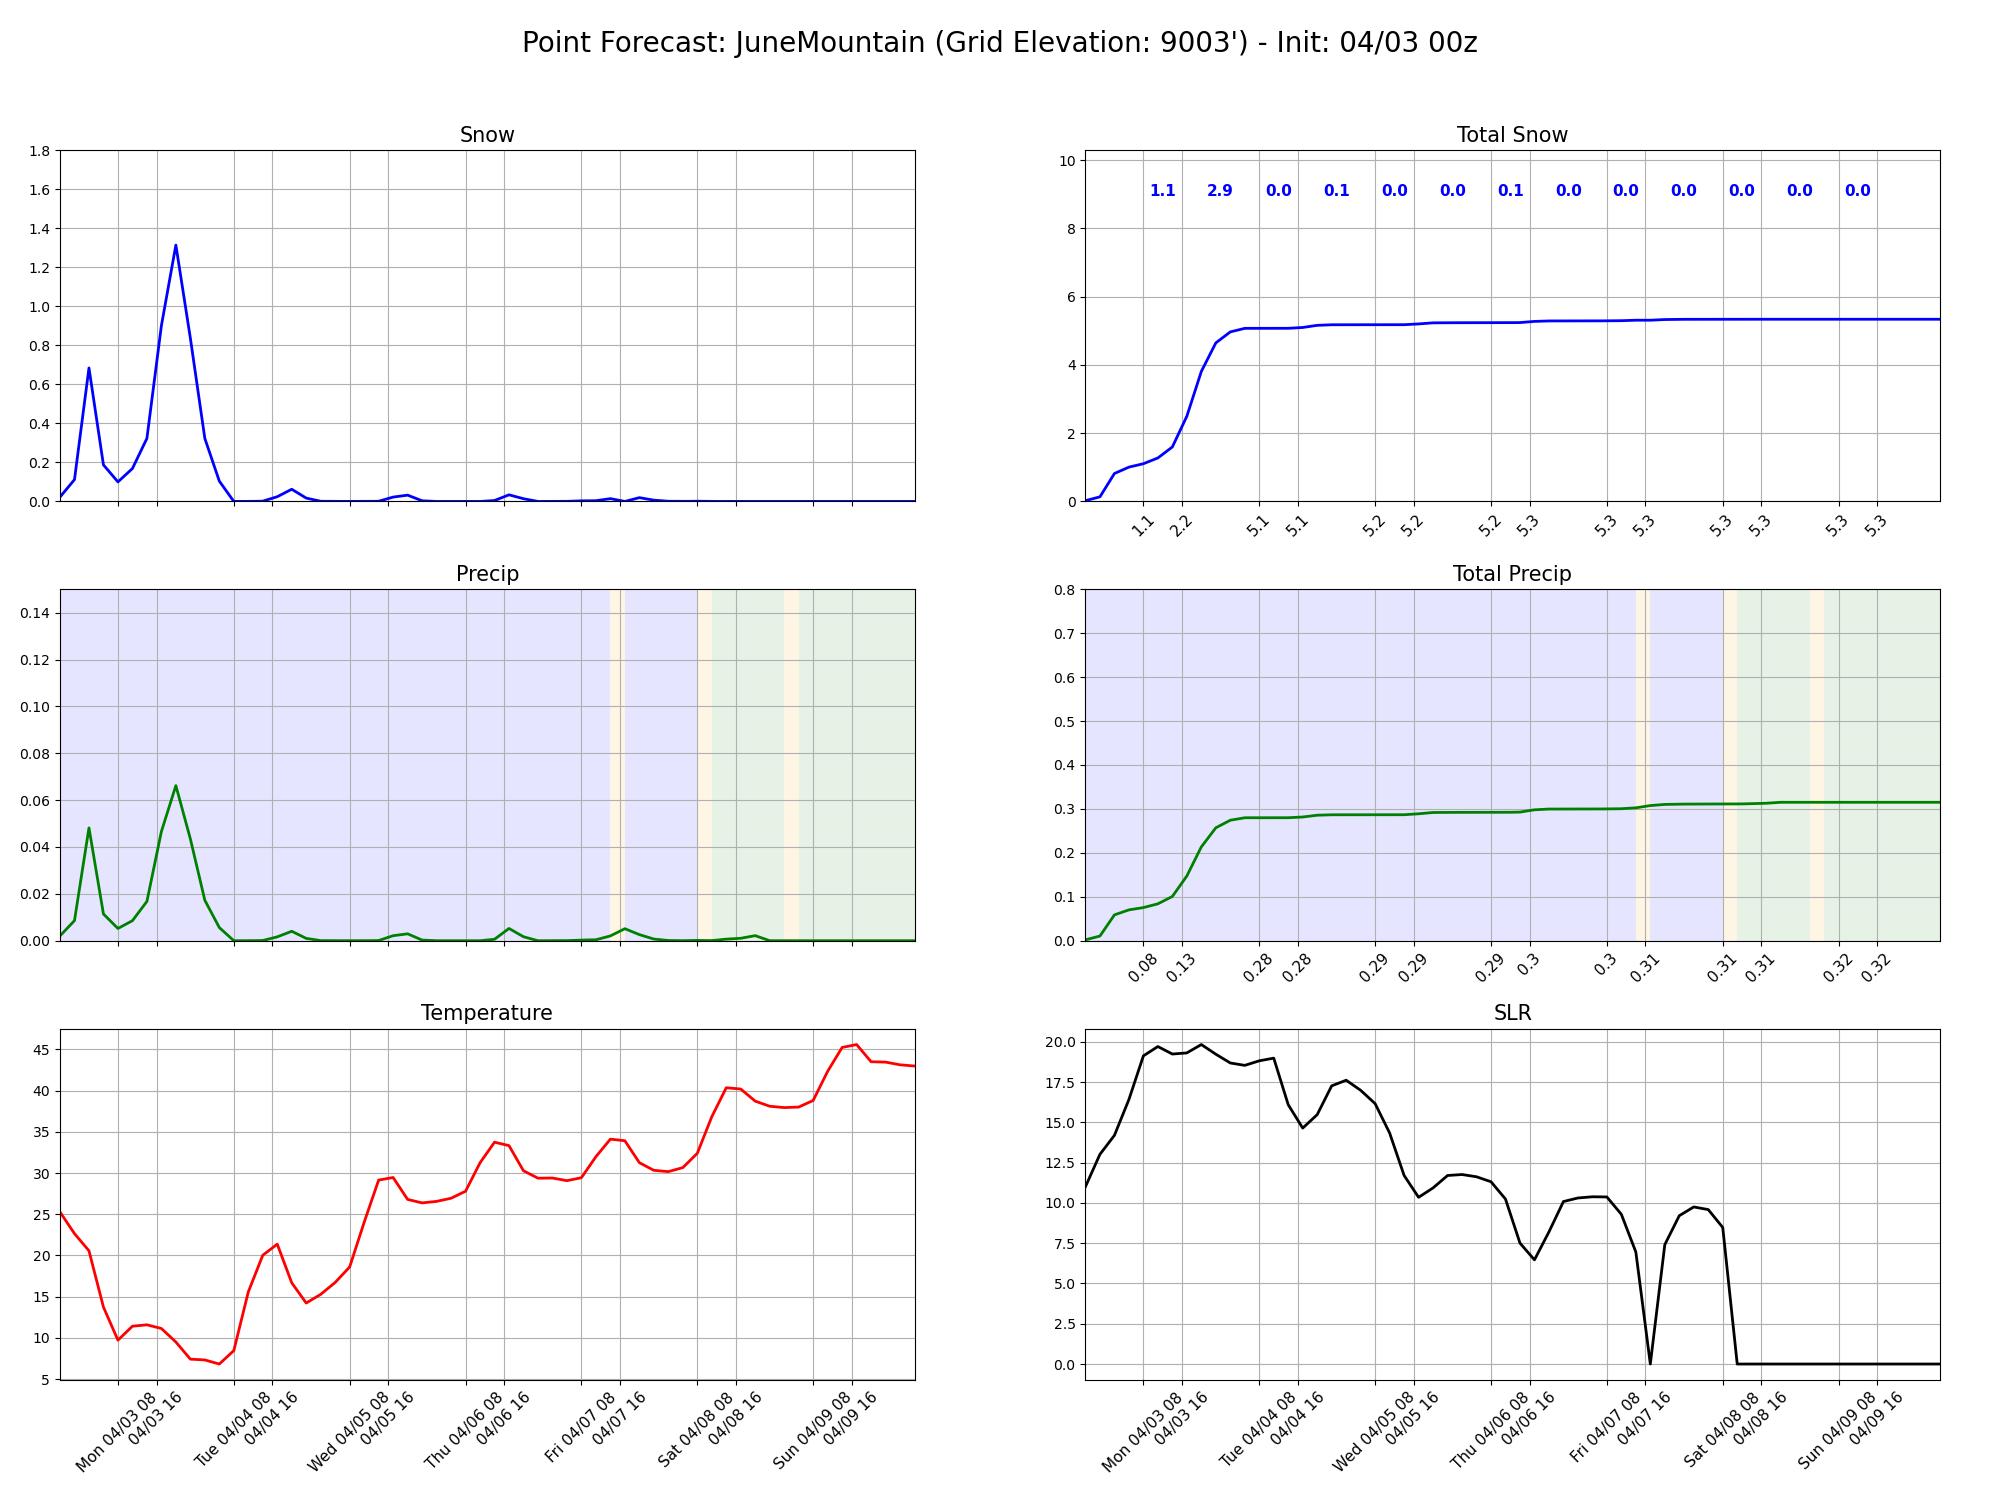 Point Forecast: JuneMountain (Grid Elevation: 9003') - Init: 04/03 00z
Snow
1.8
1.6
1.4
1.2
1.0
0.8
0.6
0.4
0.2
0.0
Total Snow
10
8
6
4
2
0
1.1 2.9 0.0 0.1 0.0 0.0 0.1 0.0 0.0 0.0 0.0 0.0 0.0
1.1 2.2 5.1 5.1 5.2 5.2 5.2 5.3 5.3 5.3 5.3 5.3 5.3 5.3
Precip
0.14
0.12
0.10
0.08
0.06
0.04
0.02
0.00
Total Precip
0.8
0.7
0.6
0.5
0.4
0.3
0.2
0.1
0.0
0.08 0.13 0.28 0.28 0.29 0.29 0.29 0.3 0.3 0.31 0.31 0.31 0.32 0.32
Temperature
45
40
35
30
25
20
15
10
5
Mon 04/03 08
04/03 16
Tue 04/04 08
04/04 16
Wed 04/05 08
04/05 16
Thu 04/06 08
04/06 16
Fri 04/07 08
04/07 16
Sat 04/08 08
04/08 16
Sun 04/09 08
04/09 16
SLR
20.0
17.5
15.0
12.5
10.0
7.5
5.0
2.5
0.0
Mon 04/03 08
04/03 16
Tue 04/04 08
04/04 16
Wed 04/05 08
04/05 16
Thu 04/06 08
04/06 16
Fri 04/07 08
04/07 16
Sat 04/08 08
04/08 16
Sun 04/09 08
04/09 16